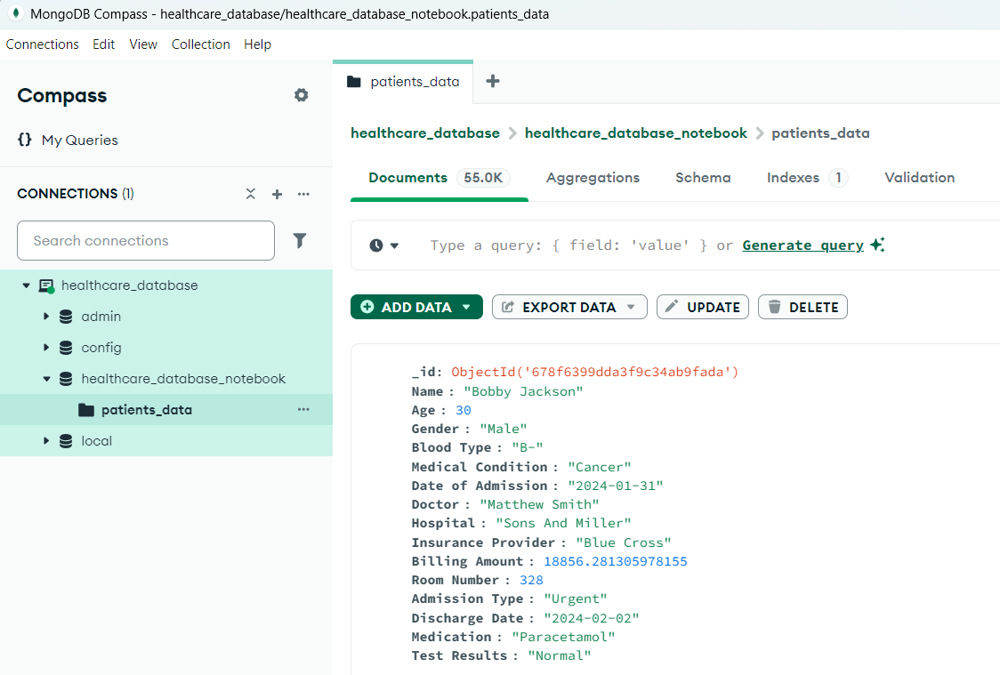 MongoDB Compass - healthcare_database/healthcare_database_notebook.patients_data
Connections Edit View Collection Help
Compass
{} My Queries
CONNECTIONS (1)
Search connections
healthcare_database
admin
config
healthcare_database_notebook
patients_data
local
patients_data
healthcare_database > healthcare_database_notebook > patients_data
Documents 55.0K Aggregations Schema Indexes 1 Validation
Type a query: { field: 'value' } or Generate query
ADD DATA EXPORT DATA UPDATE DELETE
_id: ObjectId('678f6399dda3f9c34ab9fada')
Name : "Bobby Jackson"
Age : 30
Gender : "Male"
Blood Type : "B-"
Medical Condition : "Cancer"
Date of Admission : "2024-01-31"
Doctor : "Matthew Smith"
Hospital : "Sons And Miller"
Insurance Provider : "Blue Cross"
Billing Amount : 18856.281305978155
Room Number : 328
Admission Type : "Urgent"
Discharge Date : "2024-02-02"
Medication : "Paracetamol"
Test Results : "Normal"